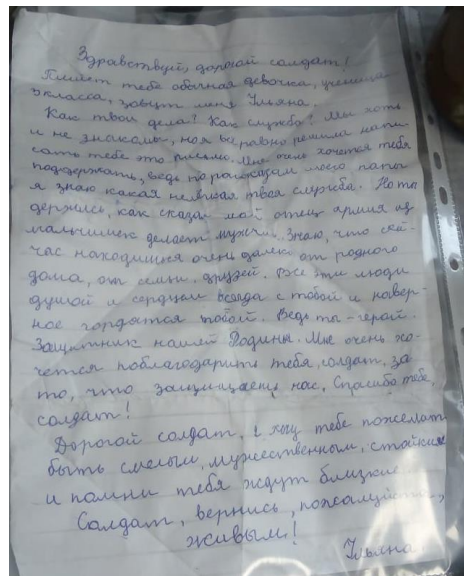 Здравствуй, дорогой солдат!
Пишет тебе обычная девочка, ученица
класса, зовут меня Ульяна.
Как твои дела? Как служба? Мы хоть
и не знакомы, но я всё равно решила напи-
сать тебе это письмо. Мне очень хочется тебя
поддержать, ведь по рассказам моего папы
я знаю какая нелёгкая твоя служба. Но ты
держись, как сказал мой отец армия из
мальчишек делает мужчин. Знаю, что сей-
час находишься очень далеко от родного
дома, от семьи, друзей. Все эти люди
душой и сердцем всегда с тобой и навер-
ное гордятся тобой. Ведь ты - герой.
Защитник нашей Родины. Мне очень хо-
чется поблагодарить тебя, солдат, за
то, что защищаешь нас, Спасибо тебе,
солдат!
Дорогой солдат, я хочу тебе пожелать
быть смелым, мужественным, стойким
и помни тебя ждут близкие
Солдат, вернись, пожалуйста,
живым!
Ульяна.